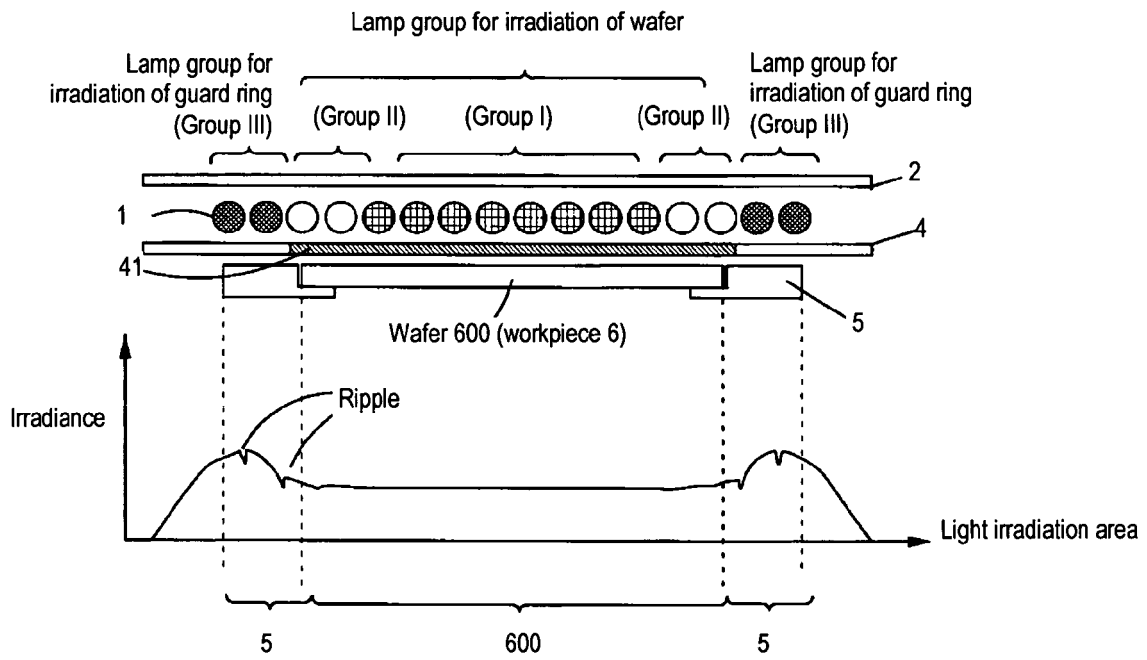 Lamp group for irradiation of wafer
Lamp group for
irradiation of guard ring
(Group III)
(Group II)
(Group I)
(Group II)
Lamp group for
irradiation of guard ring
(Group III)
2
1
4
41
5
Wafer 600 (workpiece 6)
Irradiance
Ripple
Light irradiation area
5
600
5